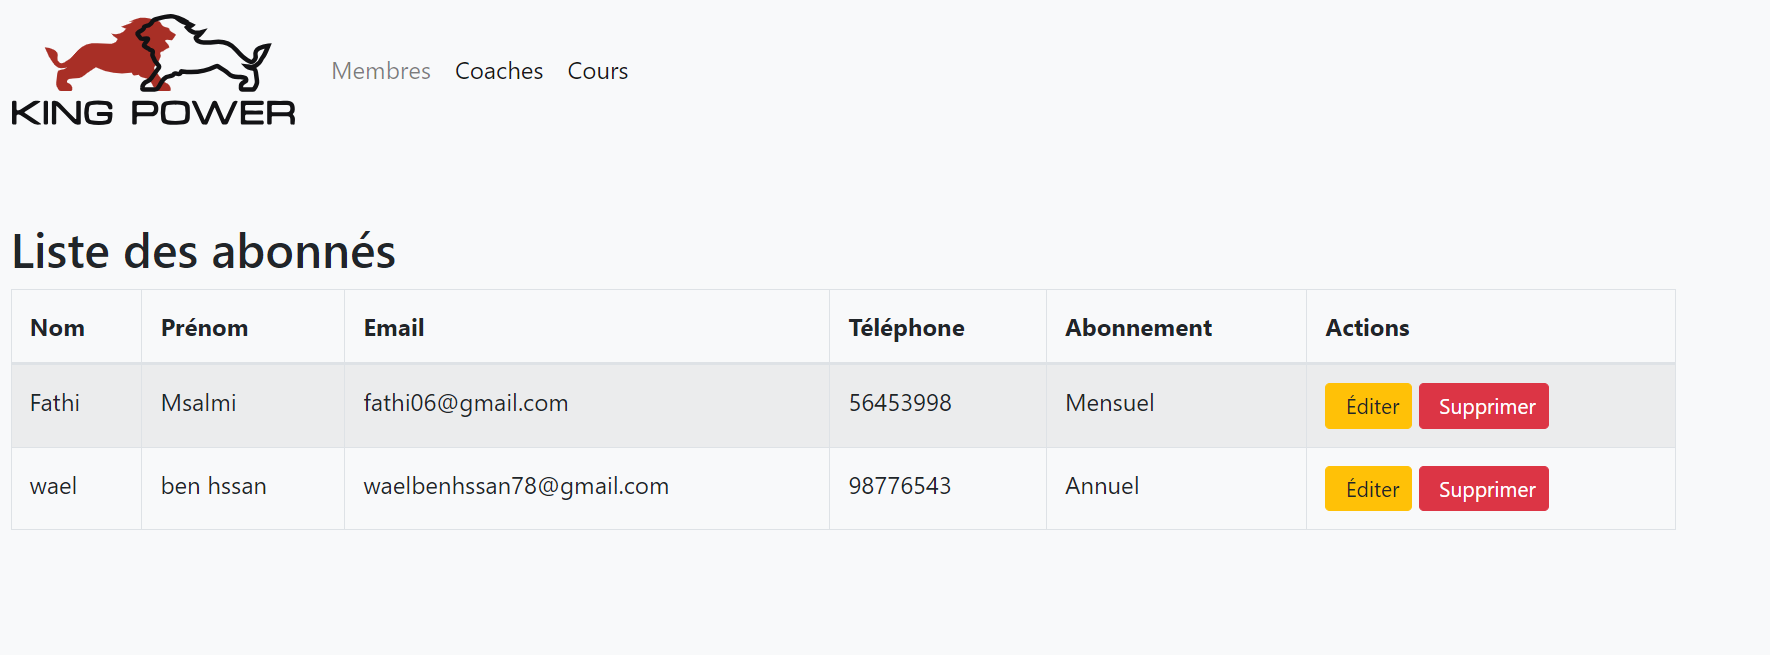 KING POWER
Membres Coaches Cours
Liste des abonnés
Nom Prénom Email Téléphone Abonnement Actions
Fathi Msalmi fathi06@gmail.com 56453998 Mensuel Éditer Supprimer
wael ben hssan waelbenhssan78@gmail.com 98776543 Annuel Éditer Supprimer